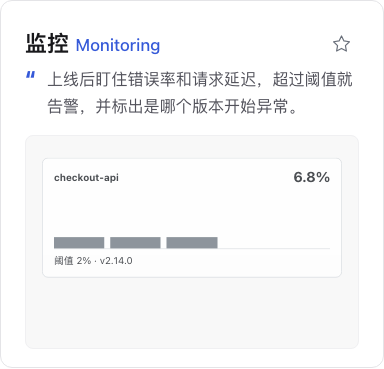 监控 Monitoring
“ 上线后盯住错误率和请求延迟，超过阈值就
告警，并标出是哪个版本开始异常。
checkout-api 6.8%
阈值 2% · v2.14.0